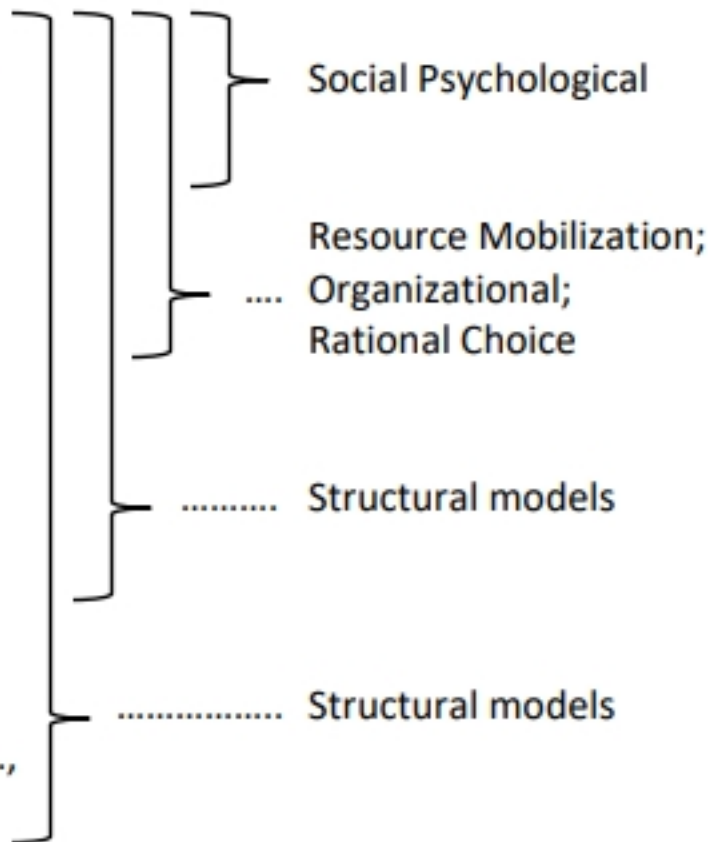 Social Psychological
Resource Mobilization;
.... Organizational;
Rational Choice
.......... Structural models
................. Structural models
.,